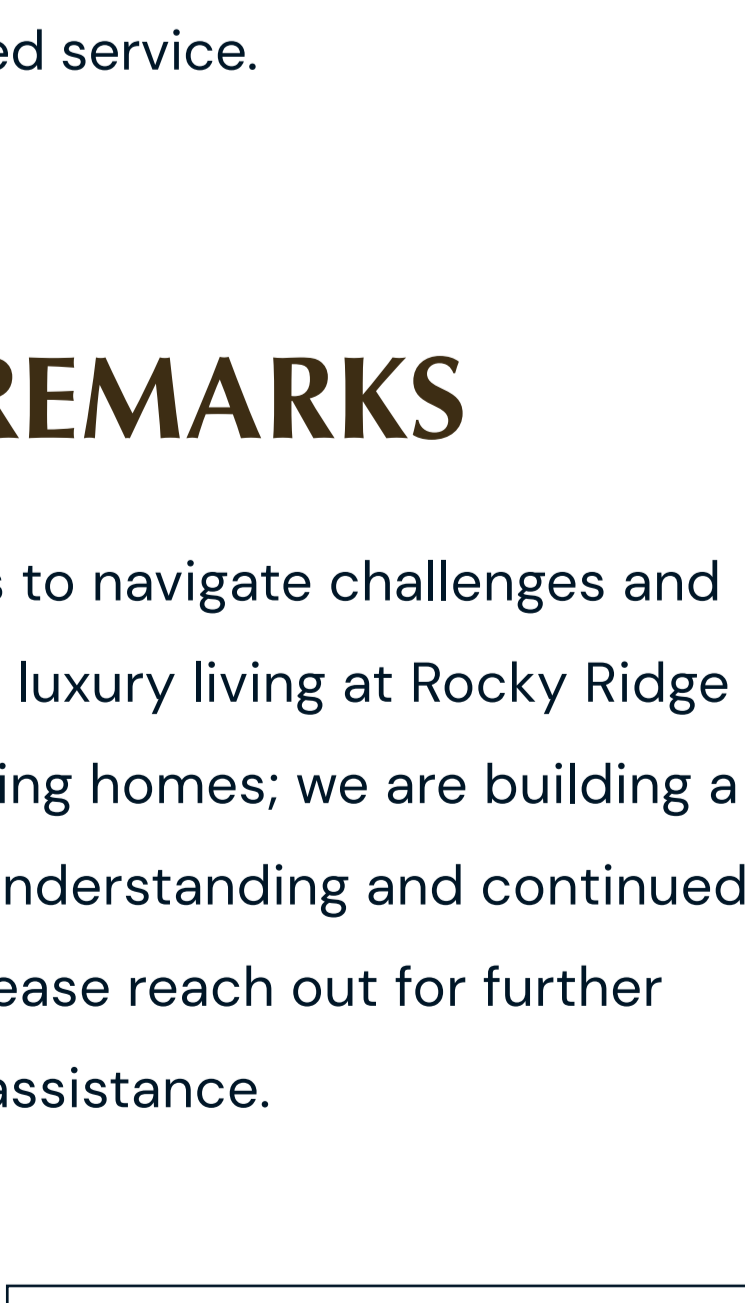 ed service.
REMARKS
s to navigate challenges and
luxury living at Rocky Ridge
ing homes; we are building a
nderstanding and continued
ease reach out for further
assistance.